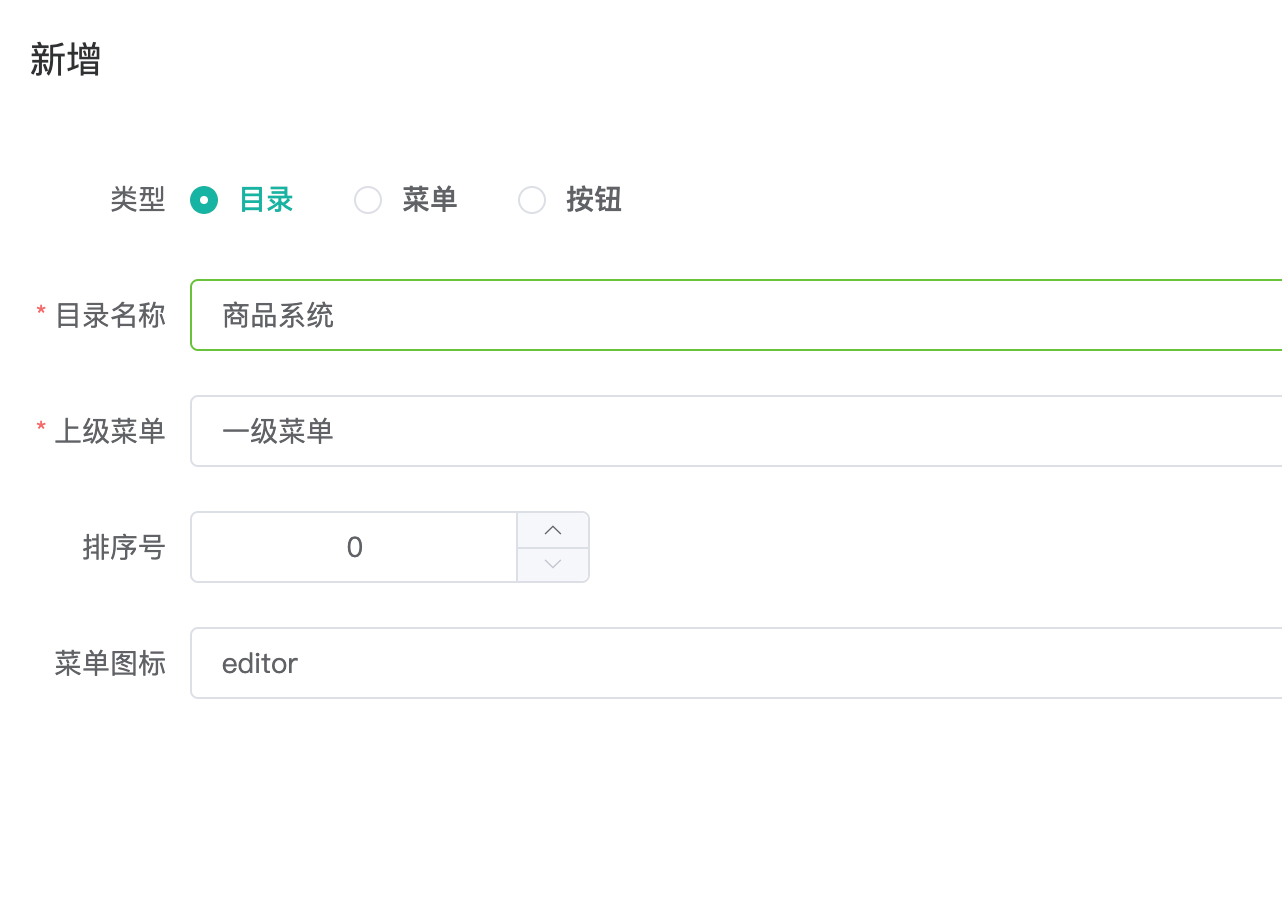 新增
类型 目录 菜单 按钮
* 目录名称 商品系统
* 上级菜单 一级菜单
排序号 0
菜单图标 editor